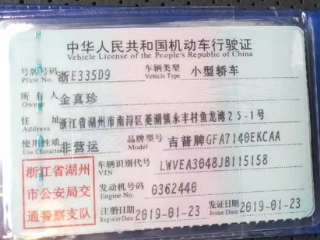 中华人民共和国机动车行驶证
Vehicle License of the People's Republic of China
号牌号码 浙E335D9 车辆类型 小型轿车
Plate No. Vehicle Type
所有人 金真珍
Owner
住址 浙江省湖州市南浔区菱湖镇永丰村鱼龙湾25-1号
使用性质 非营运 品牌型号 吉普牌GFA7140EKCAA
浙江省湖州市公安局交通警察支队
车辆识别代号 LWVEA3048JB115158
VIN
发动机号码 0362446
Engine No.
注册日期 2019-01-23 发证日期 2019-01-23
Register Date Issue Date